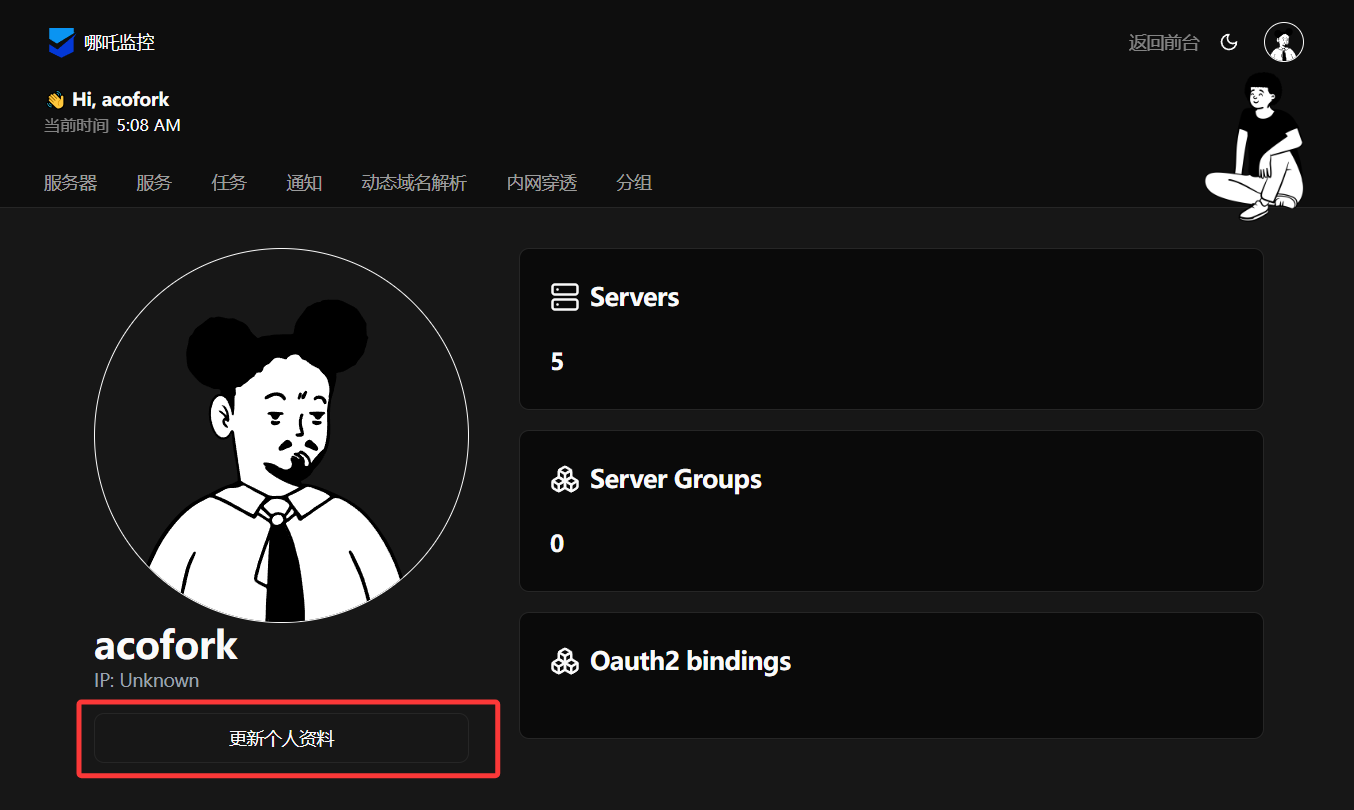 哪吒监控
返回前台
👋 Hi, acofork
当前时间 5:08 AM
服务器 服务 任务 通知 动态域名解析 内网穿透 分组
Servers
5
Server Groups
0
Oauth2 bindings
acofork
IP: Unknown
更新个人资料